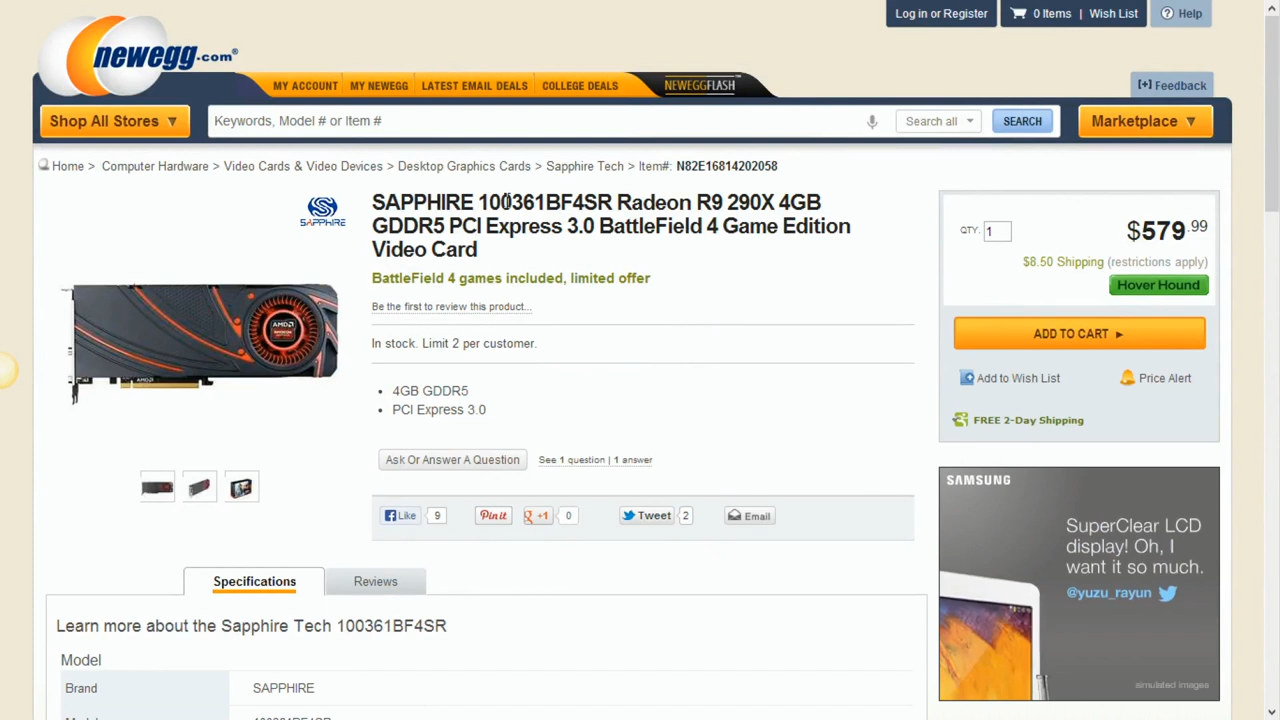 Log in or Register
0 Items | Wish List
Help
newegg.com®
MY ACCOUNT
MY NEWEGG
LATEST EMAIL DEALS
COLLEGE DEALS
NEWEGGFLASH
[+] Feedback
Shop All Stores ▼
Keywords, Model # or Item #
Search all
SEARCH
Marketplace ▼
Home > Computer Hardware > Video Cards & Video Devices > Desktop Graphics Cards > Sapphire Tech > Item#: N82E16814202058
SAPPHIRE
SAPPHIRE 100361BF4SR Radeon R9 290X 4GB
GDDR5 PCI Express 3.0 BattleField 4 Game Edition
Video Card
BattleField 4 games included, limited offer
Be the first to review this product...
In stock. Limit 2 per customer.
• 4GB GDDR5
• PCI Express 3.0
Ask Or Answer A Question
See 1 question | 1 answer
Like 9
Pin it
+1 0
Tweet 2
Email
AMD
RADEON
AMD
QTY. 1
$579.99
$8.50 Shipping (restrictions apply)
Hover Hound
ADD TO CART ►
Add to Wish List
Price Alert
FREE 2-Day Shipping
SAMSUNG
SuperClear LCD
display! Oh, I
want it so much.
@yuzu_rayun
simulated images
Specifications
Reviews
Learn more about the Sapphire Tech 100361BF4SR
Model
Brand SAPPHIRE
Model 100361BF4SR